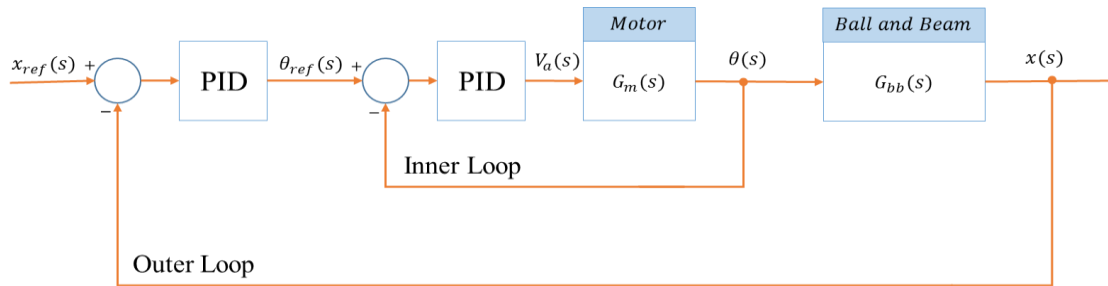 Motor
Ball and Beam
x_ref(s) +
PID
θ_ref(s) +
PID
V_a(s)
G_m(s)
θ(s)
G_bb(s)
x(s)
−
−
Inner Loop
Outer Loop